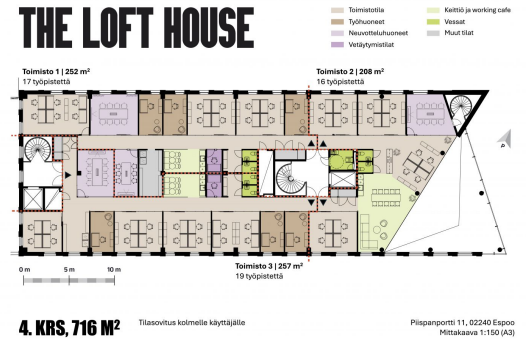 THE LOFT HOUSE
Toimistotila
Työhuoneet
Neuvotteluhuoneet
Vetäytymistilat
Keittiö ja working cafe
Vessat
Muut tilat
Toimisto 1 | 252 m²
17 työpistettä
Toimisto 2 | 208 m²
16 työpistettä
P
0 m
5 m
10 m
Toimisto 3 | 257 m²
19 työpistettä
4. KRS, 716 M²
Tilasovitus kolmelle käyttäjälle
Piispanportti 11, 02240 Espoo
Mittakaava 1:150 (A3)